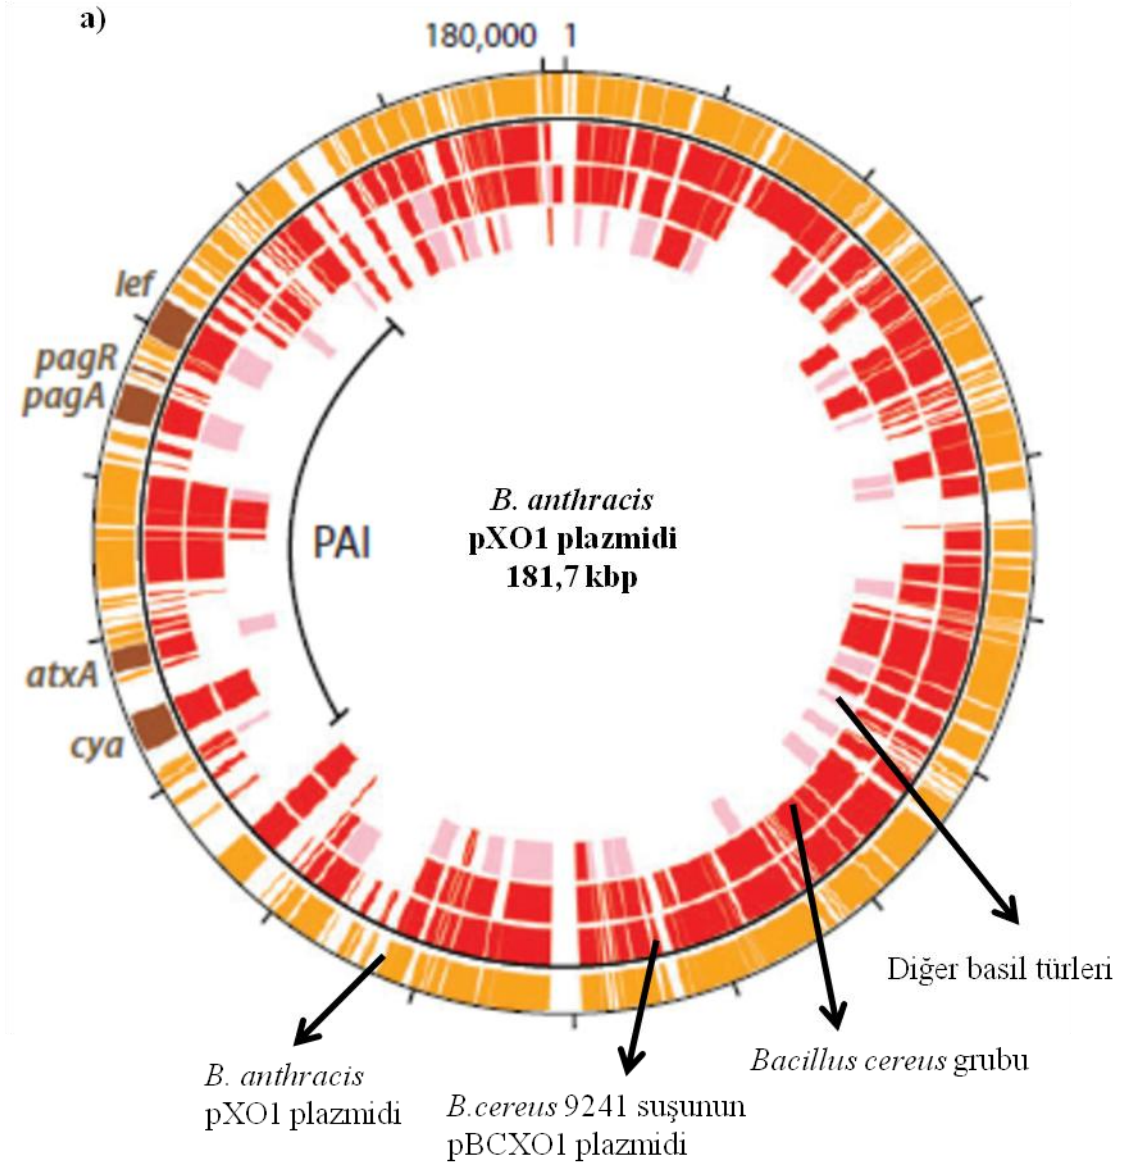 a)
180,000 1
lef
pagR
pagA
atxA
cya
PAI
B. anthracis
pXO1 plazmidi
181,7 kbp
Diğer basil türleri
Bacillus cereus grubu
B. anthracis
pXO1 plazmidi
B.cereus 9241 suşunun
pBCXO1 plazmidi